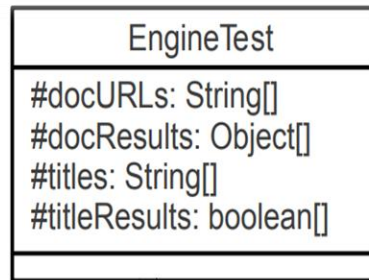 EngineTest
#docURLs: String[]
#docResults: Object[]
#titles: String[]
#titleResults: boolean[]